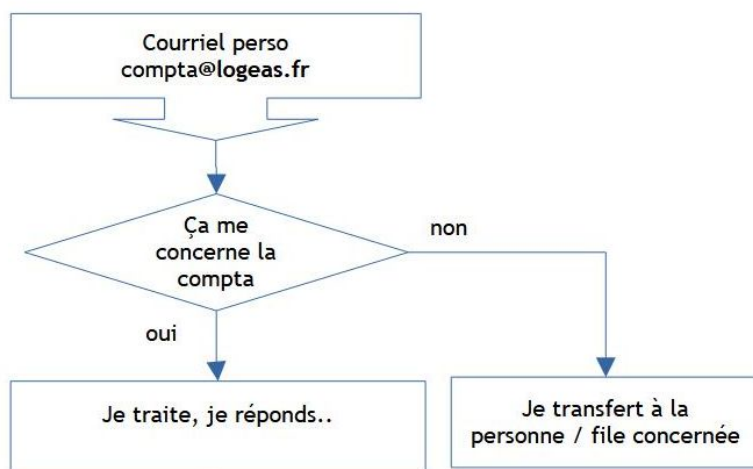 Courriel perso
compta@logeas.fr
Ça me
concerne la
compta
non
oui
Je traite, je réponds..
Je transfert à la
personne / file concernée